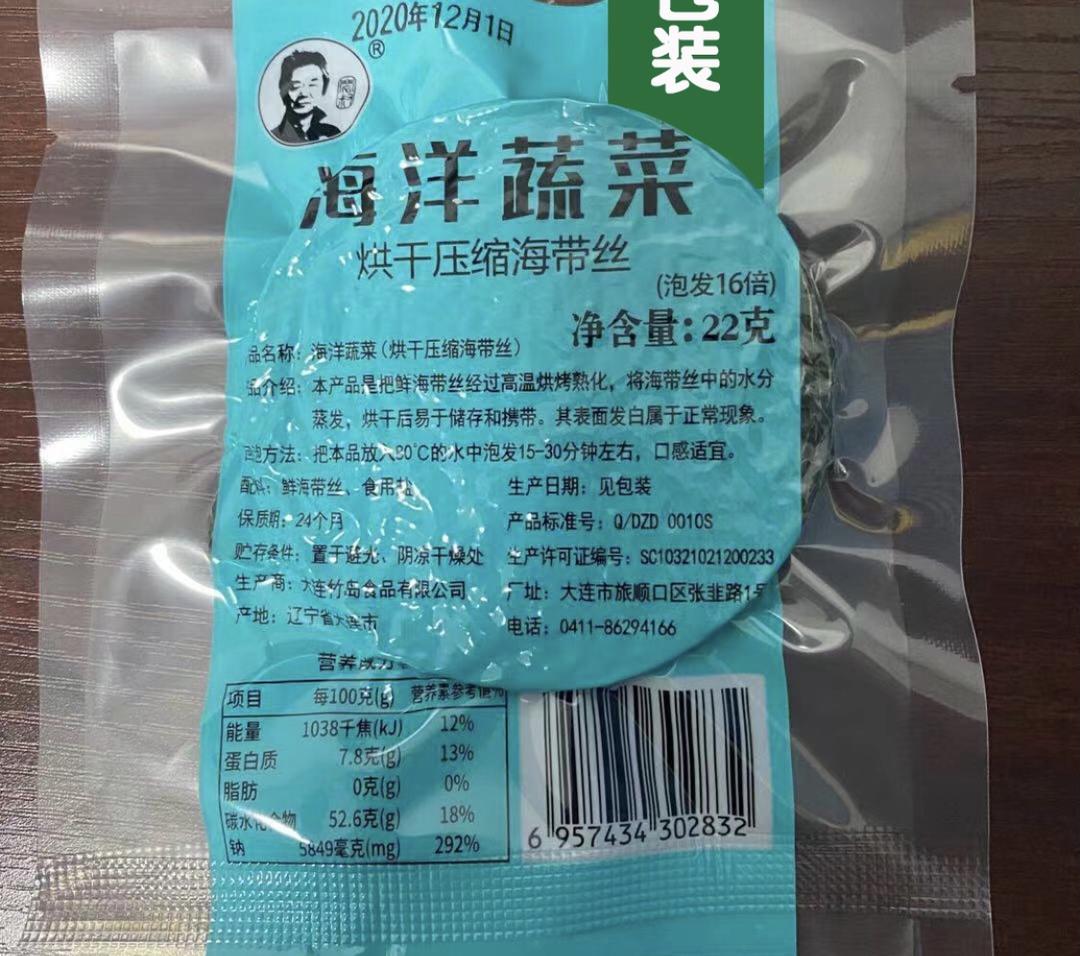 装
2020年12月1日
®
海洋蔬菜
烘干压缩海带丝
(泡发16倍)
净含量:22克
品名称：海洋蔬菜（烘干压缩海带丝）
品介绍：本产品是把鲜海带丝经过高温烘烤熟化，将海带丝中的水分
蒸发，烘干后易于储存和携带。其表面发白属于正常现象。
方法：把本品放入80℃的水中泡发15-30分钟左右，口感适宜。
配料：鲜海带丝、食用盐 生产日期：见包装
保质期：24个月 产品标准号：Q/DZD 0010S
贮存条件：置于避光、阴凉干燥处 生产许可证编号：SC10321021200233
生产商：大连竹岛食品有限公司 厂址：大连市旅顺口区张韭路1号
产地：辽宁省大连市 电话：0411-86294166
营养成分
项目 每100克(g) 营养素参考值%
能量 1038千焦(kJ) 12%
蛋白质 7.8克(g) 13%
脂肪 0克(g) 0%
碳水化合物 52.6克(g) 18%
钠 5849毫克(mg) 292%
6 957434 302832